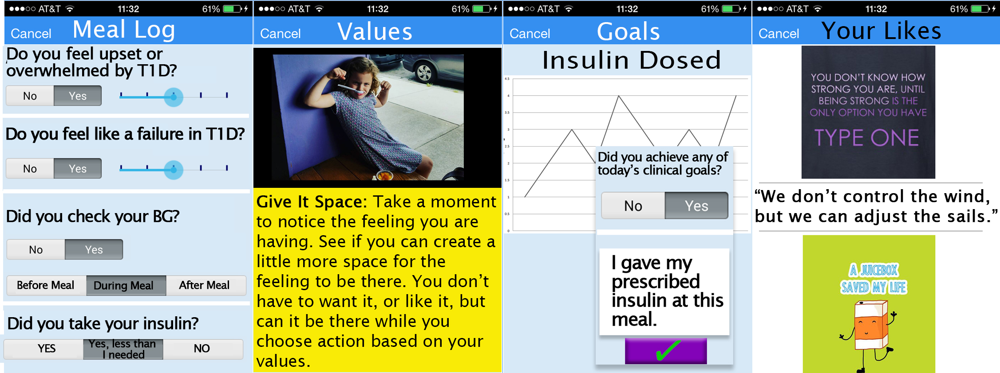 ●●●○○ AT&T 11:32 61%
Cancel Meal Log
Do you feel upset or
overwhelmed by T1D?
No Yes
Do you feel like a failure in T1D?
No Yes
Did you check your BG?
No Yes
Before Meal During Meal After Meal
Did you take your insulin?
YES Yes, less than NO
I needed
●●●○○ AT&T 11:32 61%
Cancel Values
Give It Space: Take a moment
to notice the feeling you are
having. See if you can create a
little more space for the
feeling to be there. You don't
have to want it, or like it, but
can it be there while you
choose action based on your
values.
●●●○○ AT&T 11:32 61%
Cancel Goals
Insulin Dosed
4.5
4
3.5
3
2.5
2
1.5
1
0.5
0
Did you achieve any of
today's clinical goals?
No Yes
I gave my
prescribed
insulin at this
meal.
●●●○○ AT&T 11:32 61%
Cancel Your Likes
YOU DON'T KNOW HOW
STRONG YOU ARE, UNTIL
BEING STRONG IS THE
ONLY OPTION YOU HAVE
TYPE ONE
“We don’t control the wind,
but we can adjust the sails.”
A JUICEBOX
SAVED MY LIFE